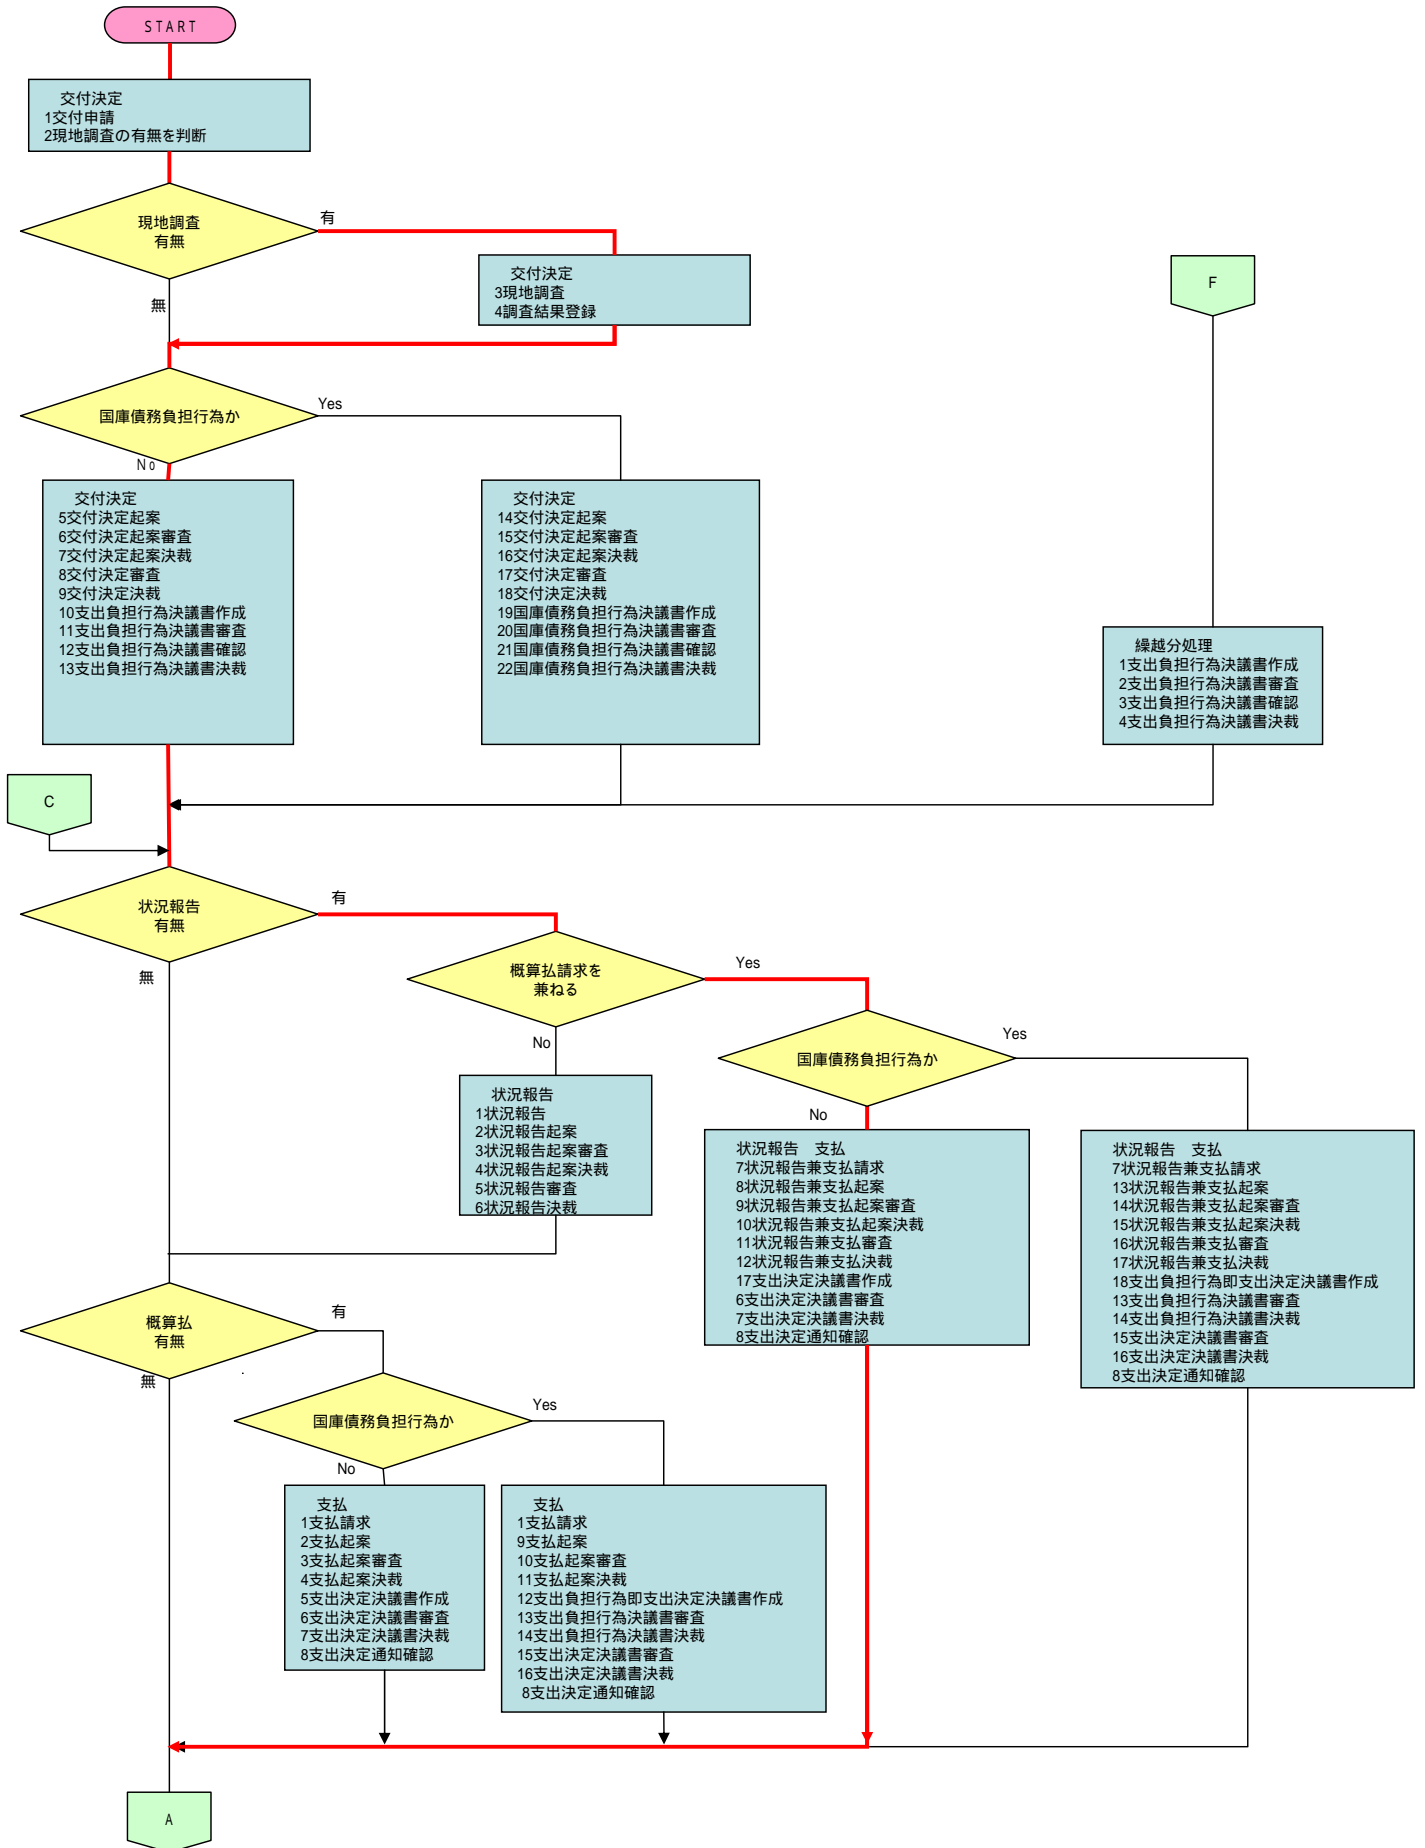 START
交付決定
1交付申請
2現地調査の有無を判断
現地調査
有無
有
無
交付決定
3現地調査
4調査結果登録
F
国庫債務負担行為か
Yes
No
交付決定
5交付決定起案
6交付決定起案審査
7交付決定起案決裁
8交付決定審査
9交付決定決裁
10支出負担行為決議書作成
11支出負担行為決議書審査
12支出負担行為決議書確認
13支出負担行為決議書決裁
交付決定
14交付決定起案
15交付決定起案審査
16交付決定起案決裁
17交付決定審査
18交付決定決裁
19国庫債務負担行為決議書作成
20国庫債務負担行為決議書審査
21国庫債務負担行為決議書確認
22国庫債務負担行為決議書決裁
繰越分処理
1支出負担行為決議書作成
2支出負担行為決議書審査
3支出負担行為決議書確認
4支出負担行為決議書決裁
C
状況報告
有無
有
無
概算払請求を
兼ねる
Yes
No
国庫債務負担行為か
Yes
No
状況報告
1状況報告
2状況報告起案
3状況報告起案審査
4状況報告起案決裁
5状況報告審査
6状況報告決裁
状況報告 支払
7状況報告兼支払請求
8状況報告兼支払起案
9状況報告兼支払起案審査
10状況報告兼支払起案決裁
11状況報告兼支払審査
12状況報告兼支払決裁
17支出決定決議書作成
6支出決定決議書審査
7支出決定決議書決裁
8支出決定通知確認
状況報告 支払
7状況報告兼支払請求
13状況報告兼支払起案
14状況報告兼支払起案審査
15状況報告兼支払起案決裁
16状況報告兼支払審査
17状況報告兼支払決裁
18支出負担行為即支出決定決議書作成
13支出負担行為決議書審査
14支出負担行為決議書決裁
15支出決定決議書審査
16支出決定決議書決裁
8支出決定通知確認
概算払
有無
有
無
国庫債務負担行為か
Yes
No
支払
1支払請求
2支払起案
3支払起案審査
4支払起案決裁
5支出決定決議書作成
6支出決定決議書審査
7支出決定決議書決裁
8支出決定通知確認
支払
1支払請求
9支払起案
10支払起案審査
11支払起案決裁
12支出負担行為即支出決定決議書作成
13支出負担行為決議書審査
14支出負担行為決議書決裁
15支出決定決議書審査
16支出決定決議書決裁
8支出決定通知確認
A